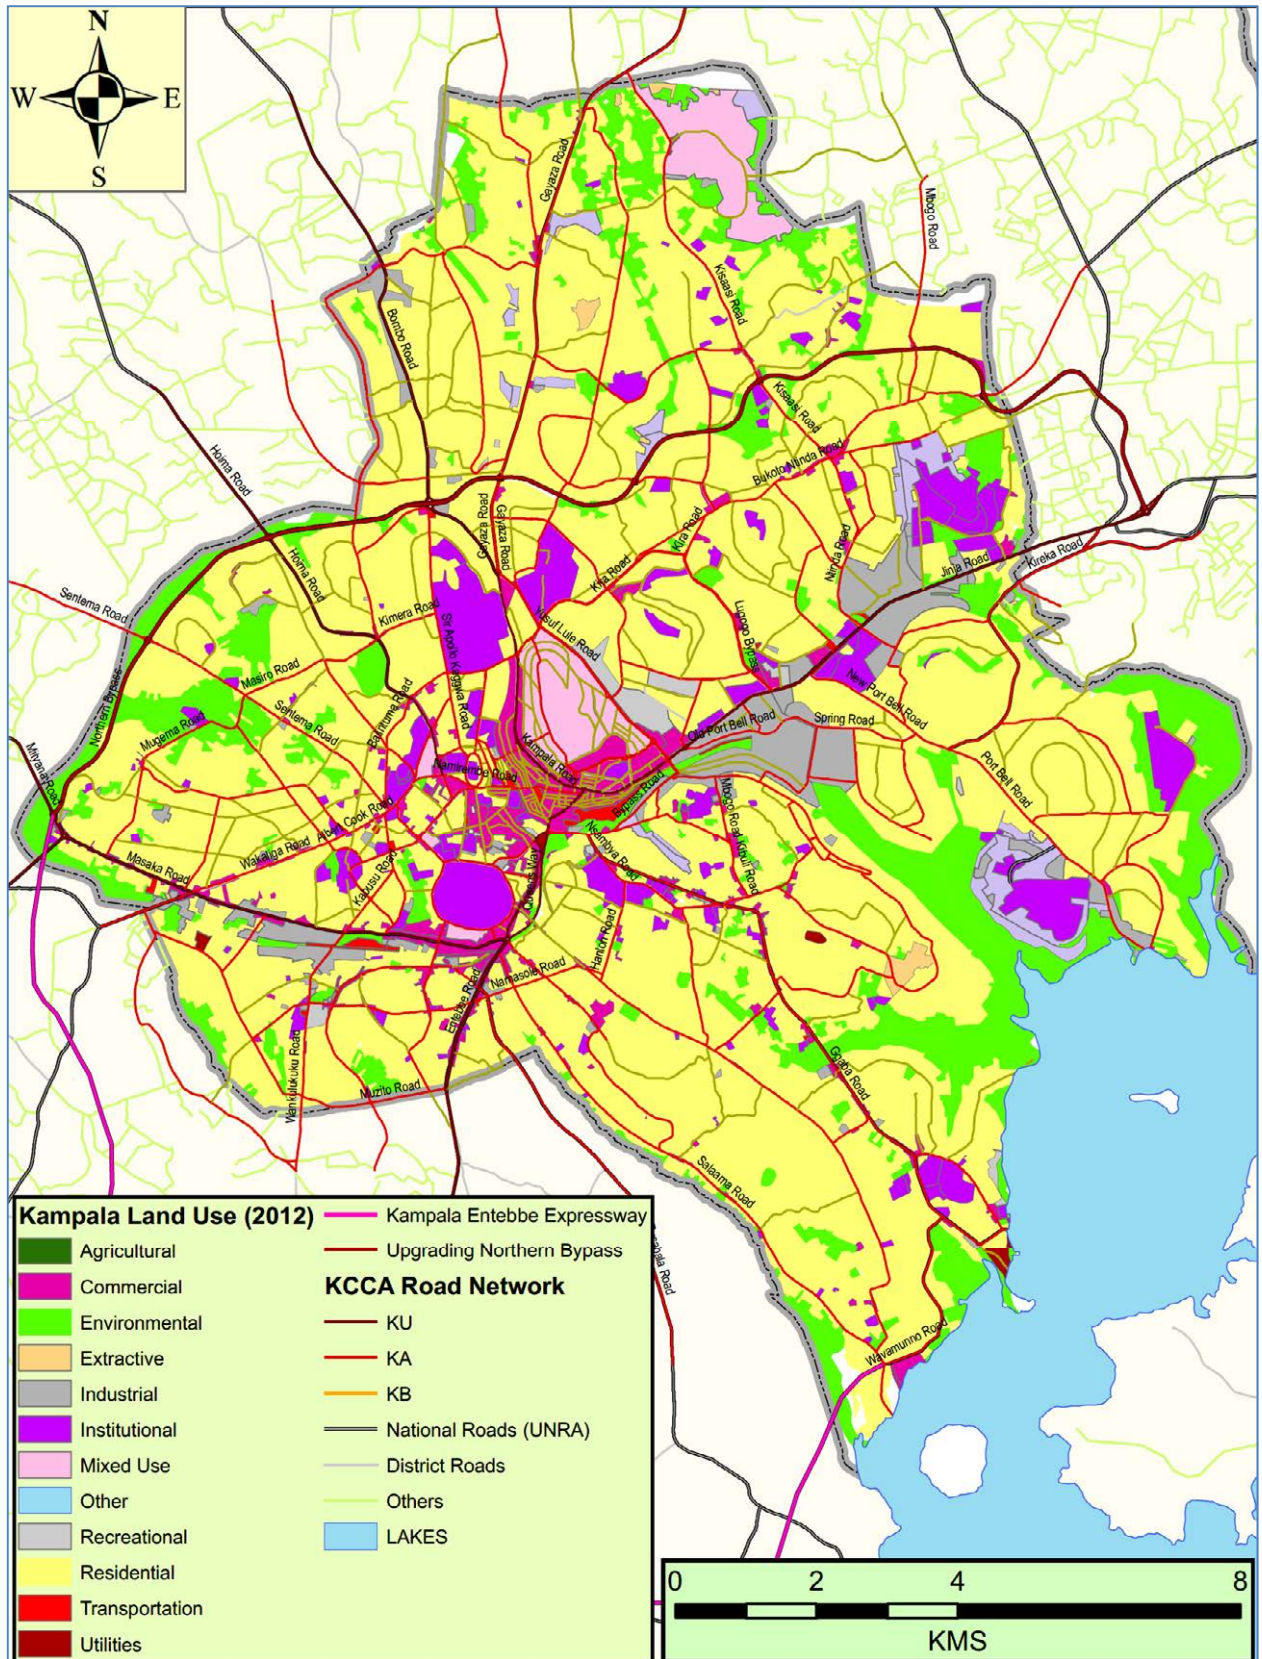 N
W E
S
Gayaza Road
Mbogo Road
Kisaasi Road
Bombo Road
Kisaasi Road
Hoima Road
Bukoto Ntinda Road
Gayaza Road
Gayaza Road
Kira Road
Ntinda Road
Jinja Road
Kireka Road
Hoima Road
Kira Road
Sentema Road
Kimera Road
Sir Apollo Kaggwa Road
Yusuf Lule Road
Lugogo Bypass
Masiro Road
New Port Bell Road
Northern Bypass
Mugema Road
Sentema Road
Balintuma Road
Old Port Bell Road
Spring Road
Kampala Road
Port Bell Road
Mityana Road
Namirembe Road
Bypass Road
Mbogo Road
Albert Cook Road
Nsambya Road
Kibuli Road
Wakaliga Road
Masaka Road
Kabusu Road
Queens Way
Hanlon Road
Namasole Road
Entebbe Road
Wankulukuku Road
Muzito Road
Ggaba Road
Salaama Road
Wavamunno Road
Kampala Land Use (2012)
Agricultural
Commercial
Environmental
Extractive
Industrial
Institutional
Mixed Use
Other
Recreational
Residential
Transportation
Utilities
Kampala Entebbe Expressway
Upgrading Northern Bypass
KCCA Road Network
KU
KA
KB
National Roads (UNRA)
District Roads
Others
LAKES
Road
0 2 4 8
KMS